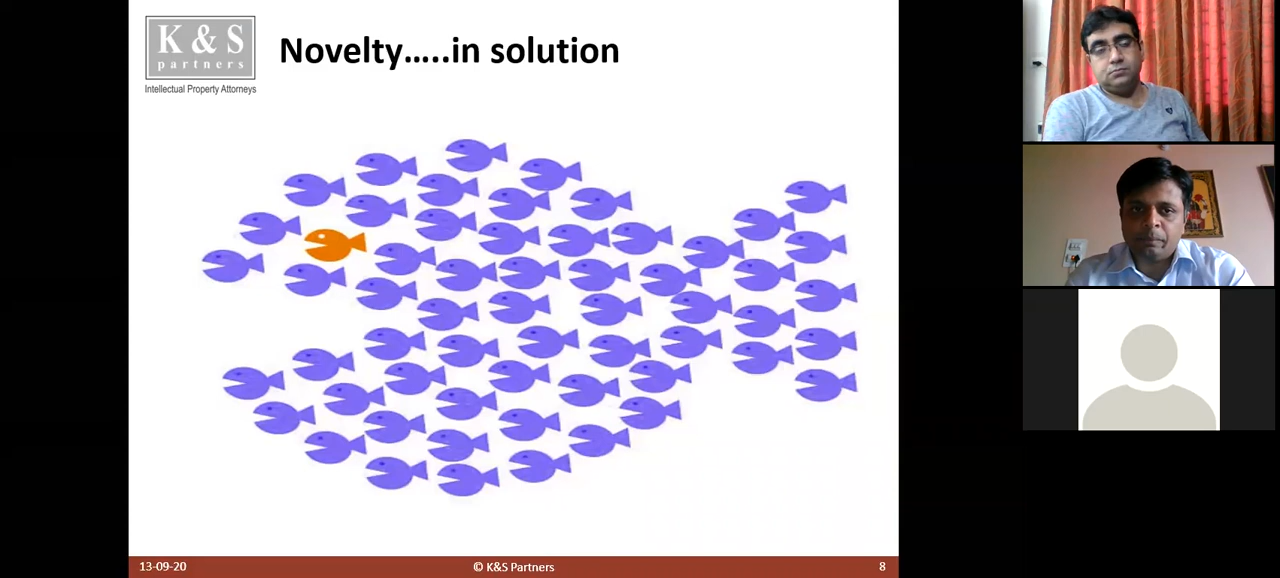 K & S
partners
Intellectual Property Attorneys
Novelty…..in solution
13-09-20
© K&S Partners
8